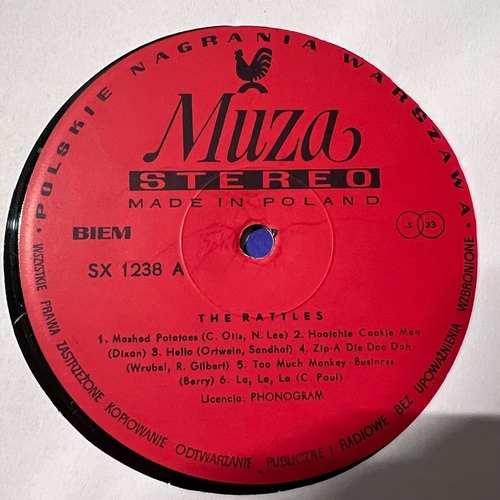 POLSKIE NAGRANIA WARSZAWA
Muza
STEREO
MADE IN POLAND
BIEM
S 33
SX 1238 A
THE RATTLES
1. Mashed Potatoes (C. Otis, N. Lee) 2. Hootchie Cookie Man
(Dixon) 3. Hello (Ortwein, Sandhof) 4. Zip-A Die Doo Dah
(Wrubel, R. Gilbert) 5. Too Much Monkey Business
(Berry) 6. La, La, La (C. Paul)
Licencja: PHONOGRAM
WSZYSTKIE PRAWA ZASTRZEŻONE KOPIOWANIE ODTWARZANIE PUBLICZNE I RADIOWE BEZ UPOWAŻNIENIA WZBRONIONE